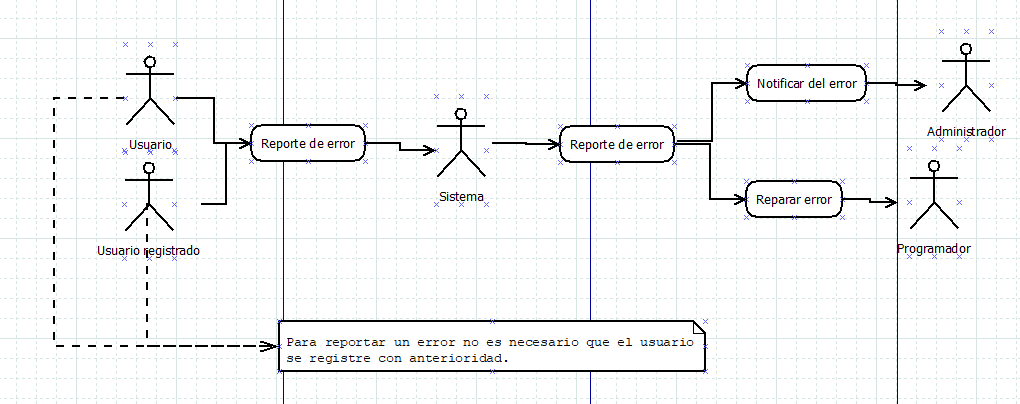 Usuario
Usuario registrado
Reporte de error
Sistema
Reporte de error
Notificar del error
Administrador
Reparar error
Programador
Para reportar un error no es necesario que el usuario
se registre con anterioridad.